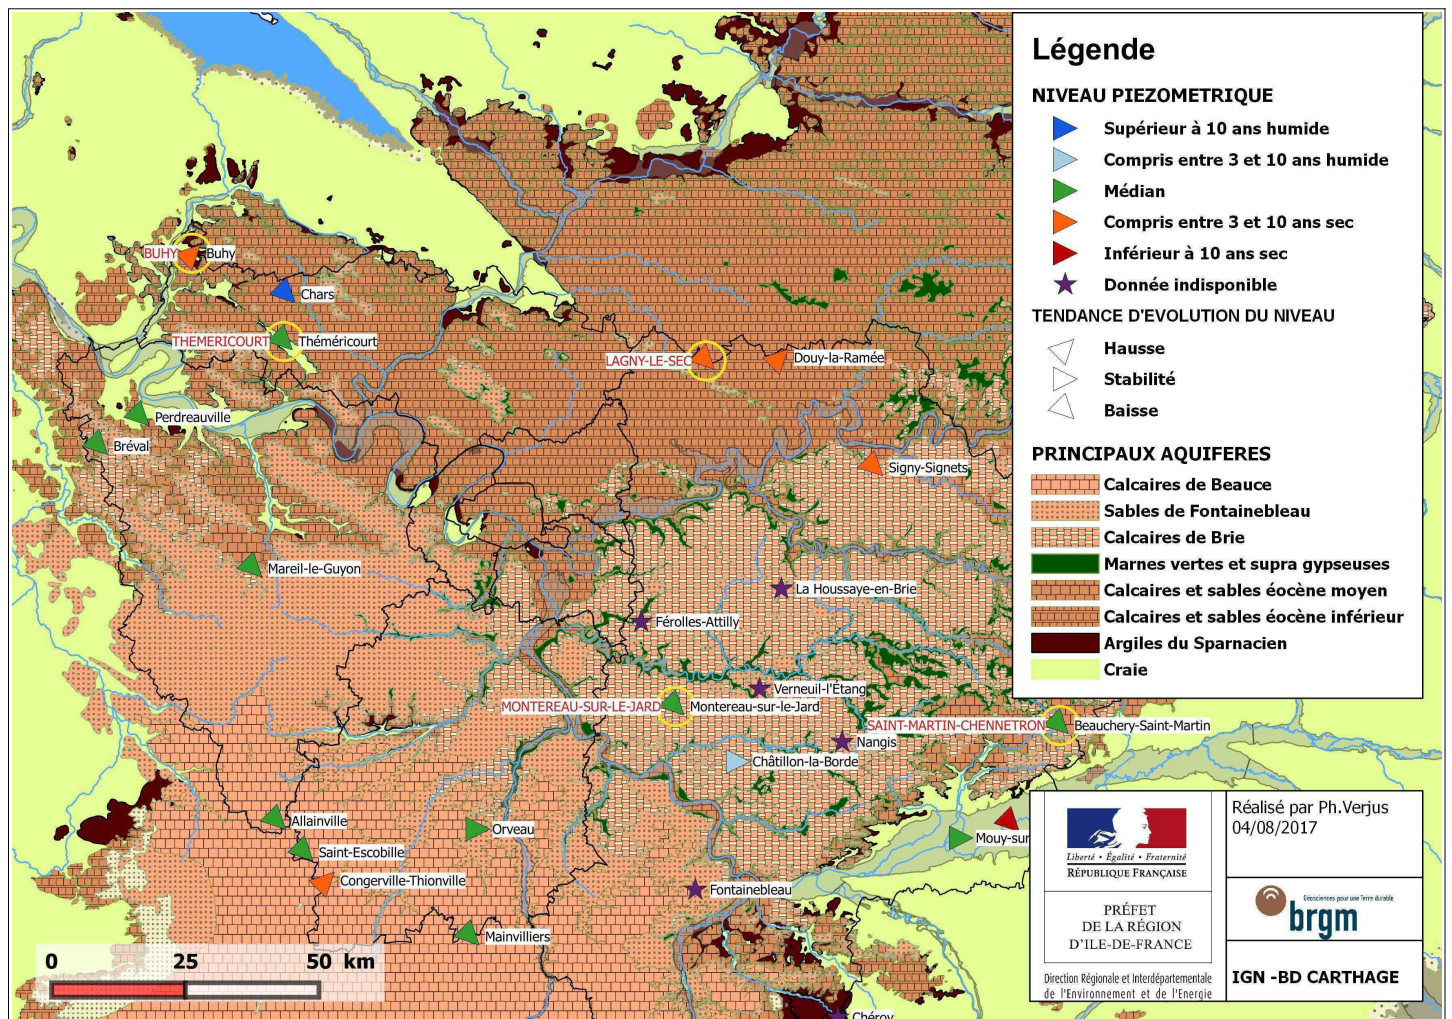 Légende
NIVEAU PIEZOMETRIQUE
Supérieur à 10 ans humide
Compris entre 3 et 10 ans humide
Médian
Compris entre 3 et 10 ans sec
Inférieur à 10 ans sec
Donnée indisponible
TENDANCE D'EVOLUTION DU NIVEAU
Hausse
Stabilité
Baisse
PRINCIPAUX AQUIFERES
Calcaires de Beauce
Sables de Fontainebleau
Calcaires de Brie
Marnes vertes et supra gypseuses
Calcaires et sables éocène moyen
Calcaires et sables éocène inférieur
Argiles du Sparnacien
Craie
BUHY Buhy
Chars
THEMERICOURT Théméricourt
LAGNY-LE-SEC
Douy-la-Ramée
Perdreauville
Bréval
Signy-Signets
Mareil-le-Guyon
La Houssaye-en-Brie
Férolles-Attilly
Verneuil-l'Étang
MONTEREAU-SUR-LE-JARD Montereau-sur-le-Jard
SAINT-MARTIN-CHENNETRON Beauchery-Saint-Martin
Nangis
Châtillon-la-Borde
Allainville
Orveau
Mouy-sur
Saint-Escobille
Congerville-Thionville
Fontainebleau
Mainvilliers
Chéroy
0 25 50 km
Liberté • Égalité • Fraternité
RÉPUBLIQUE FRANÇAISE
PRÉFET
DE LA RÉGION
D'ILE-DE-FRANCE
Direction Régionale et Interdépartementale
de l'Environnement et de l'Energie
Réalisé par Ph.Verjus
04/08/2017
Géosciences pour une Terre durable
brgm
IGN -BD CARTHAGE